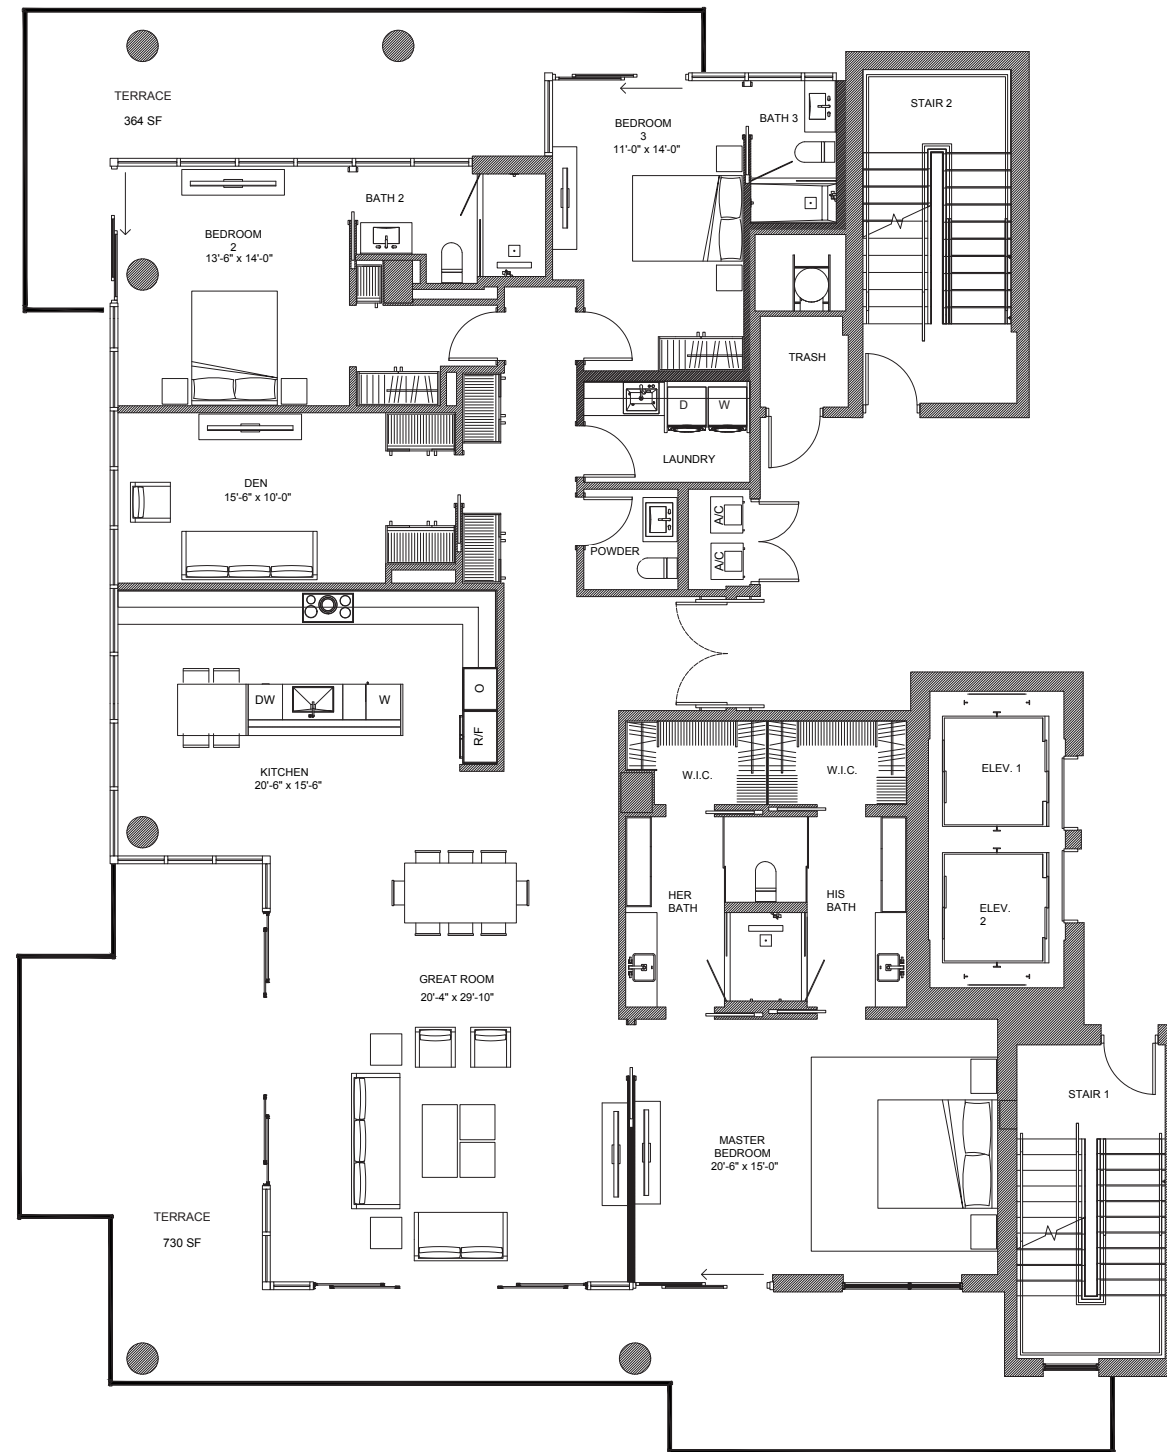 TERRACE
364 SF
STAIR 2
BATH 3
BEDROOM
3
11'-0" x 14'-0"
BATH 2
BEDROOM
2
13'-6" x 14'-0"
TRASH
D
W
LAUNDRY
DEN
15'-6" x 10'-0"
A/C
POWDER
A/C
DW
W
O
R/F
KITCHEN
20'-6" x 15'-6"
W.I.C.
W.I.C.
ELEV. 1
HER
BATH
HIS
BATH
ELEV.
2
GREAT ROOM
20'-4" x 29'-10"
STAIR 1
MASTER
BEDROOM
20'-6" x 15'-0"
TERRACE
730 SF